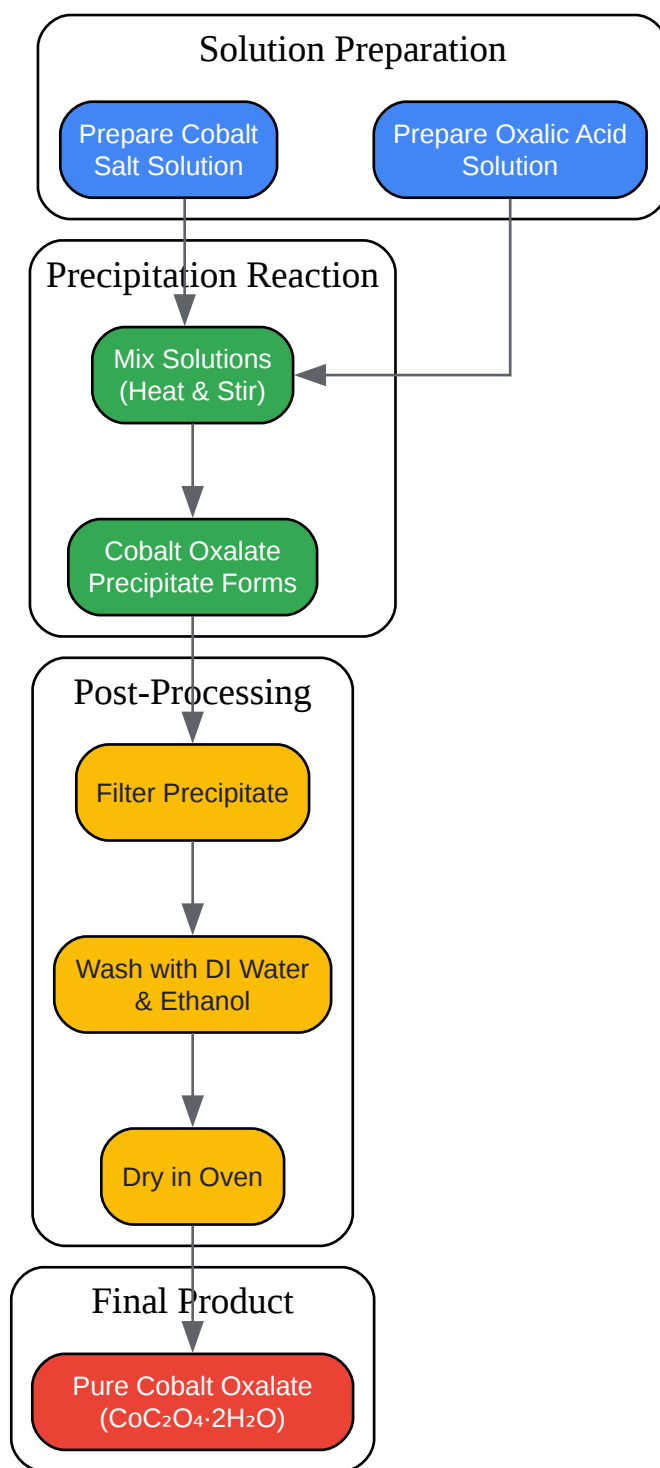 Solution Preparation
Prepare Cobalt
Salt Solution
Prepare Oxalic Acid
Solution
Precipitation Reaction
Mix Solutions
(Heat & Stir)
Cobalt Oxalate
Precipitate Forms
Post-Processing
Filter Precipitate
Wash with DI Water
& Ethanol
Dry in Oven
Final Product
Pure Cobalt Oxalate
(CoC₂O₄·2H₂O)